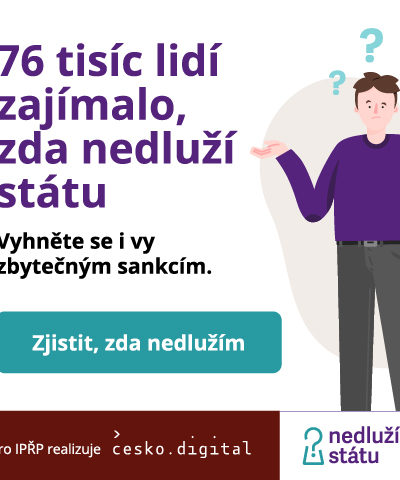 76 tisíc lidí
zajímalo,
zda nedluží
státu
Vyhněte se i vy
zbytečným sankcím.
Zjistit, zda nedlužím
ro IPŘP realizuje cesko.digital
nedluží
státu